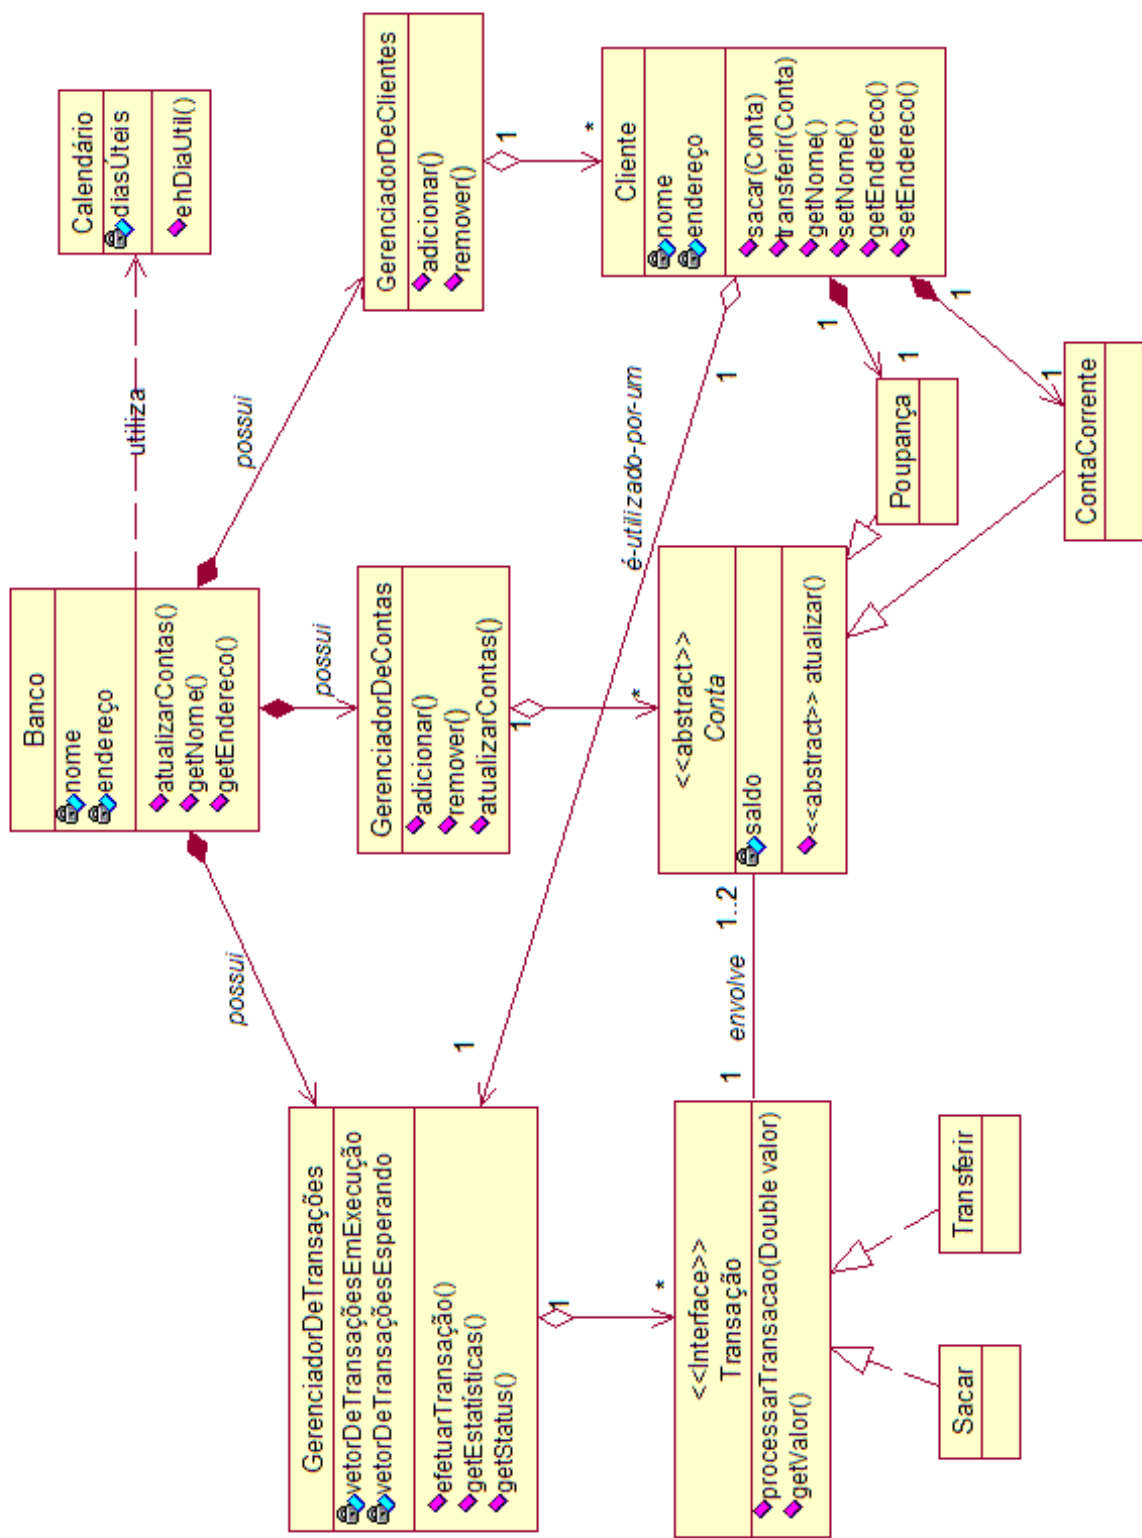 Banco
nome
endereço
atualizarContas()
getNome()
getEndereco()
utiliza
Calendário
diasÚteis
ehDiaUtil()
possui
possui
possui
GerenciadorDeTransações
vetorDeTransaçõesEmExecução
vetorDeTransaçõesEsperando
efetuarTransação()
getEstatísticas()
getStatus()
GerenciadorDeContas
adicionar()
remover()
atualizarContas()
GerenciadorDeClientes
adicionar()
remover()
1
1
1
*
*
*
1
é-utilizado-por-um
1
<<Interface>>
Transação
processarTransacao(Double valor)
getValor()
1
envolve
1..2
<<abstract>>
Conta
saldo
<<abstract>> atualizar()
Cliente
nome
endereço
sacar(Conta)
transferir(Conta)
getNome()
setNome()
getEndereco()
setEndereco()
1
1
1
1
Sacar
Transferir
Poupança
ContaCorrente